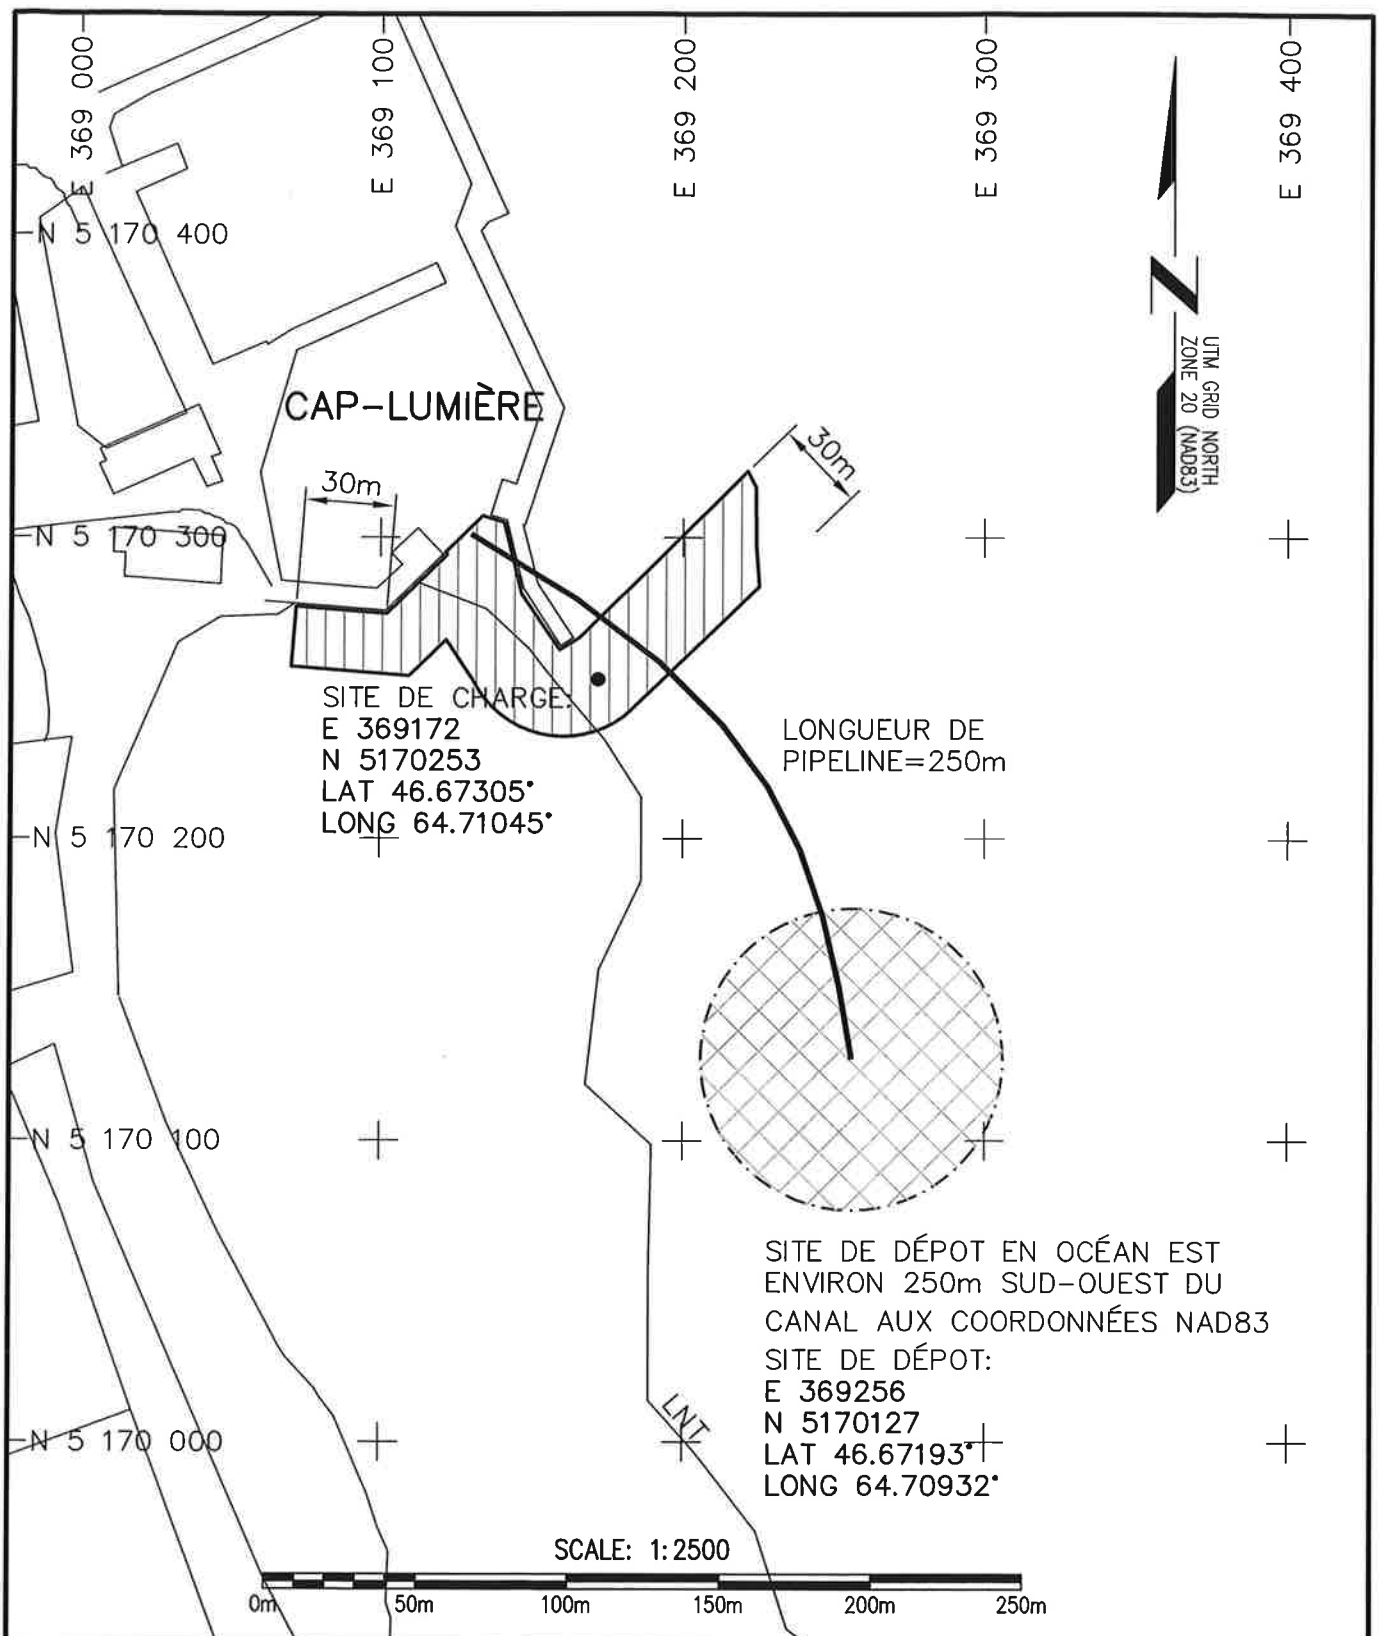 E 369 000
E 369 100
E 369 200
E 369 300
E 369 400
N 5 170 400
UTM GRID NORTH
ZONE 20 (NAD83)
N
CAP-LUMIÈRE
30m
30m
N 5 170 300
SITE DE CHARGE:
E 369172
N 5170253
LAT 46.67305°
LONG 64.71045°
LONGUEUR DE
PIPELINE=250m
N 5 170 200
N 5 170 100
SITE DE DÉPOT EN OCÉAN EST
ENVIRON 250m SUD-OUEST DU
CANAL AUX COORDONNÉES NAD83
SITE DE DÉPOT:
E 369256
N 5170127
LAT 46.67193°
LONG 64.70932°
LNT
N 5 170 000
SCALE: 1:2500
0m 50m 100m 150m 200m 250m